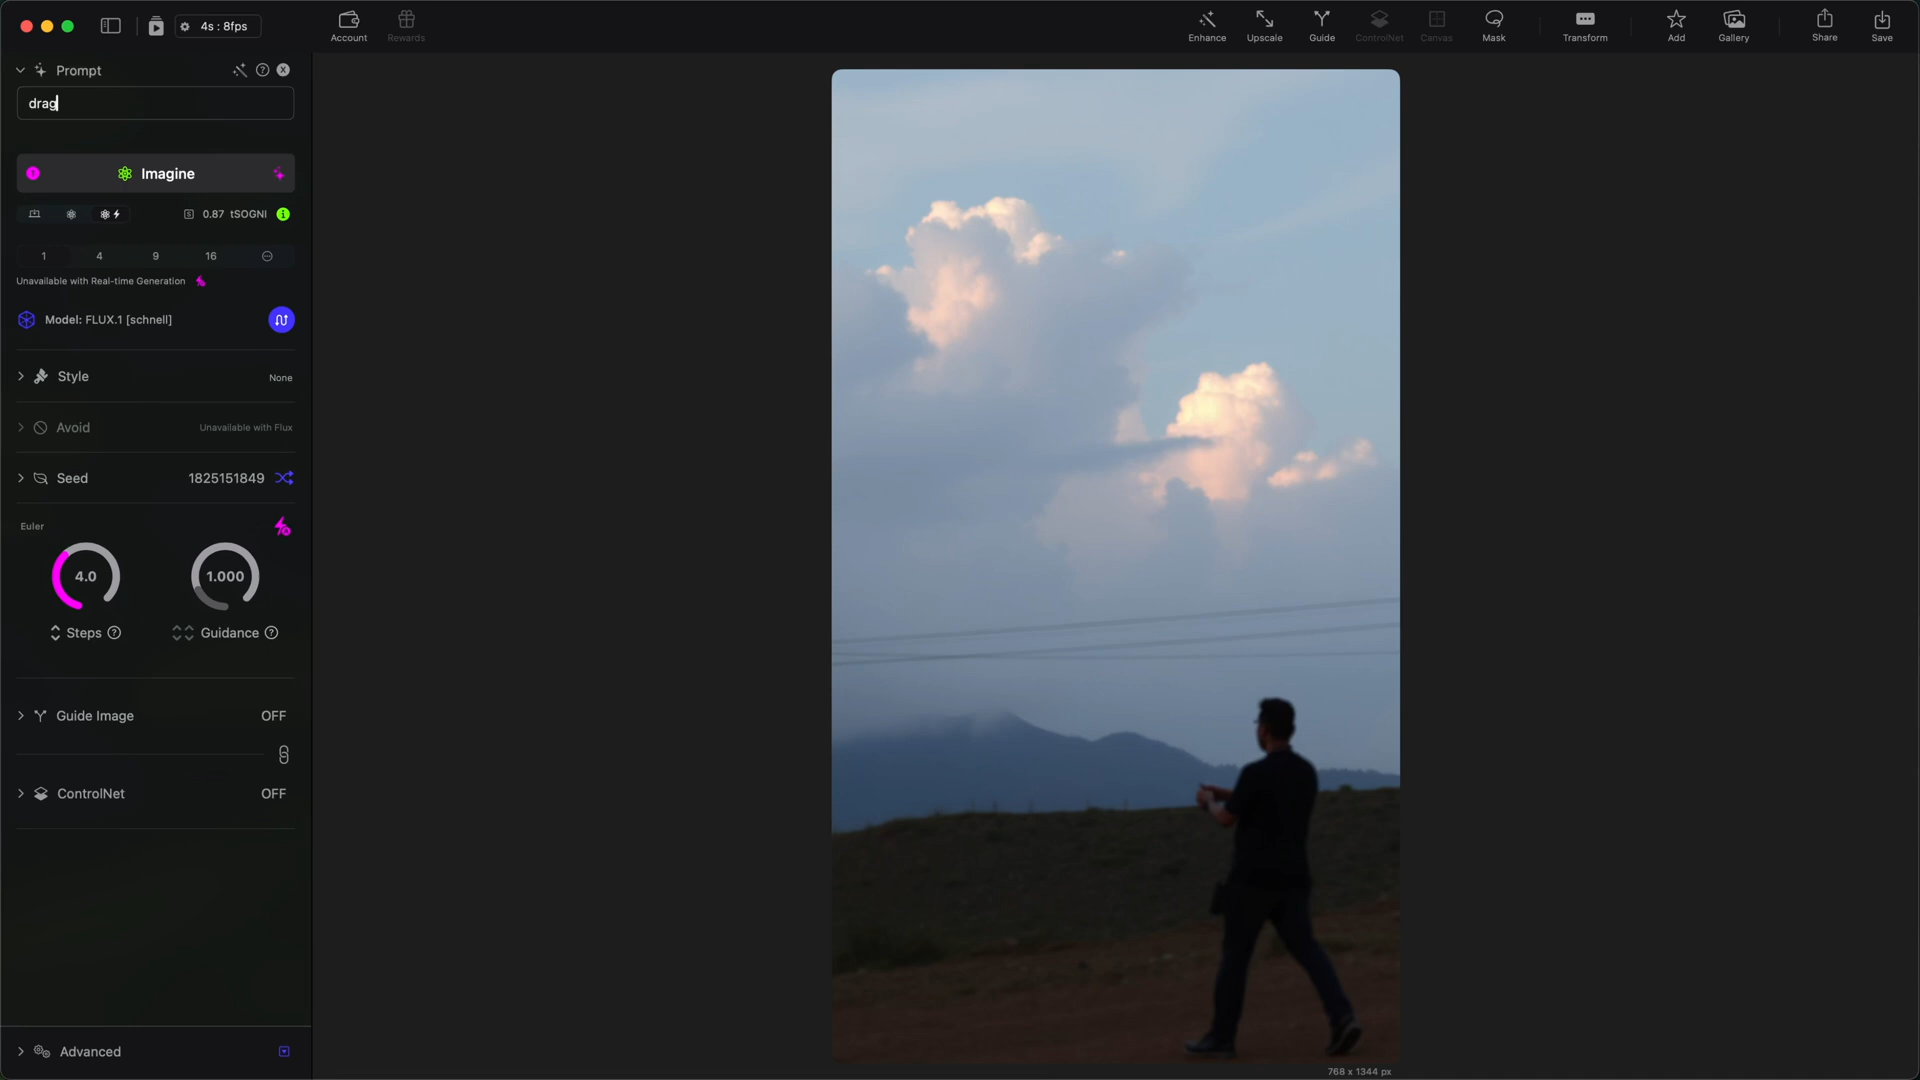 4s : 8fps
Account
Rewards
Enhance
Upscale
Guide
ControlNet
Canvas
Mask
Transform
Add
Gallery
Share
Save
Prompt
drag
Imagine
0.87 tSOGNI
1 4 9 16
Unavailable with Real-time Generation
Model: FLUX.1 [schnell]
Style None
Avoid Unavailable with Flux
Seed 1825151849
Euler
4.0 1.000
Steps Guidance
Guide Image OFF
ControlNet OFF
Advanced
768 x 1344 px